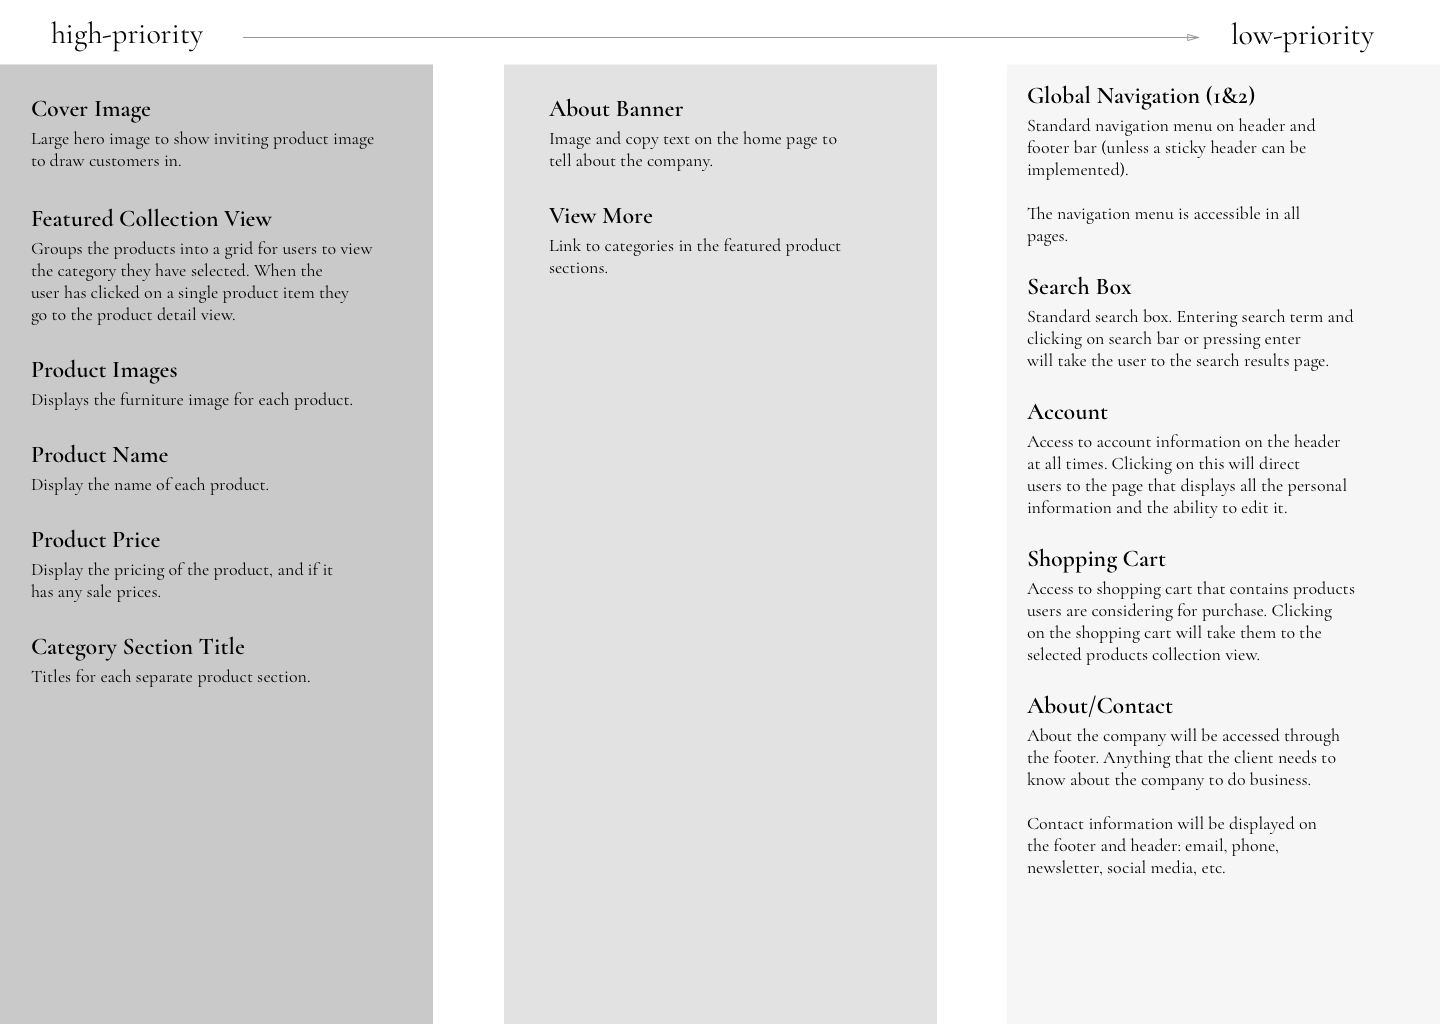 high-priority
low-priority
Cover Image
Large hero image to show inviting product image
to draw customers in.
Featured Collection View
Groups the products into a grid for users to view
the category they have selected. When the
user has clicked on a single product item they
go to the product detail view.
Product Images
Displays the furniture image for each product.
Product Name
Display the name of each product.
Product Price
Display the pricing of the product, and if it
has any sale prices.
Category Section Title
Titles for each separate product section.
About Banner
Image and copy text on the home page to
tell about the company.
View More
Link to categories in the featured product
sections.
Global Navigation (1&2)
Standard navigation menu on header and
footer bar (unless a sticky header can be
implemented).
The navigation menu is accessible in all
pages.
Search Box
Standard search box. Entering search term and
clicking on search bar or pressing enter
will take the user to the search results page.
Account
Access to account information on the header
at all times. Clicking on this will direct
users to the page that displays all the personal
information and the ability to edit it.
Shopping Cart
Access to shopping cart that contains products
users are considering for purchase. Clicking
on the shopping cart will take them to the
selected products collection view.
About/Contact
About the company will be accessed through
the footer. Anything that the client needs to
know about the company to do business.
Contact information will be displayed on
the footer and header: email, phone,
newsletter, social media, etc.